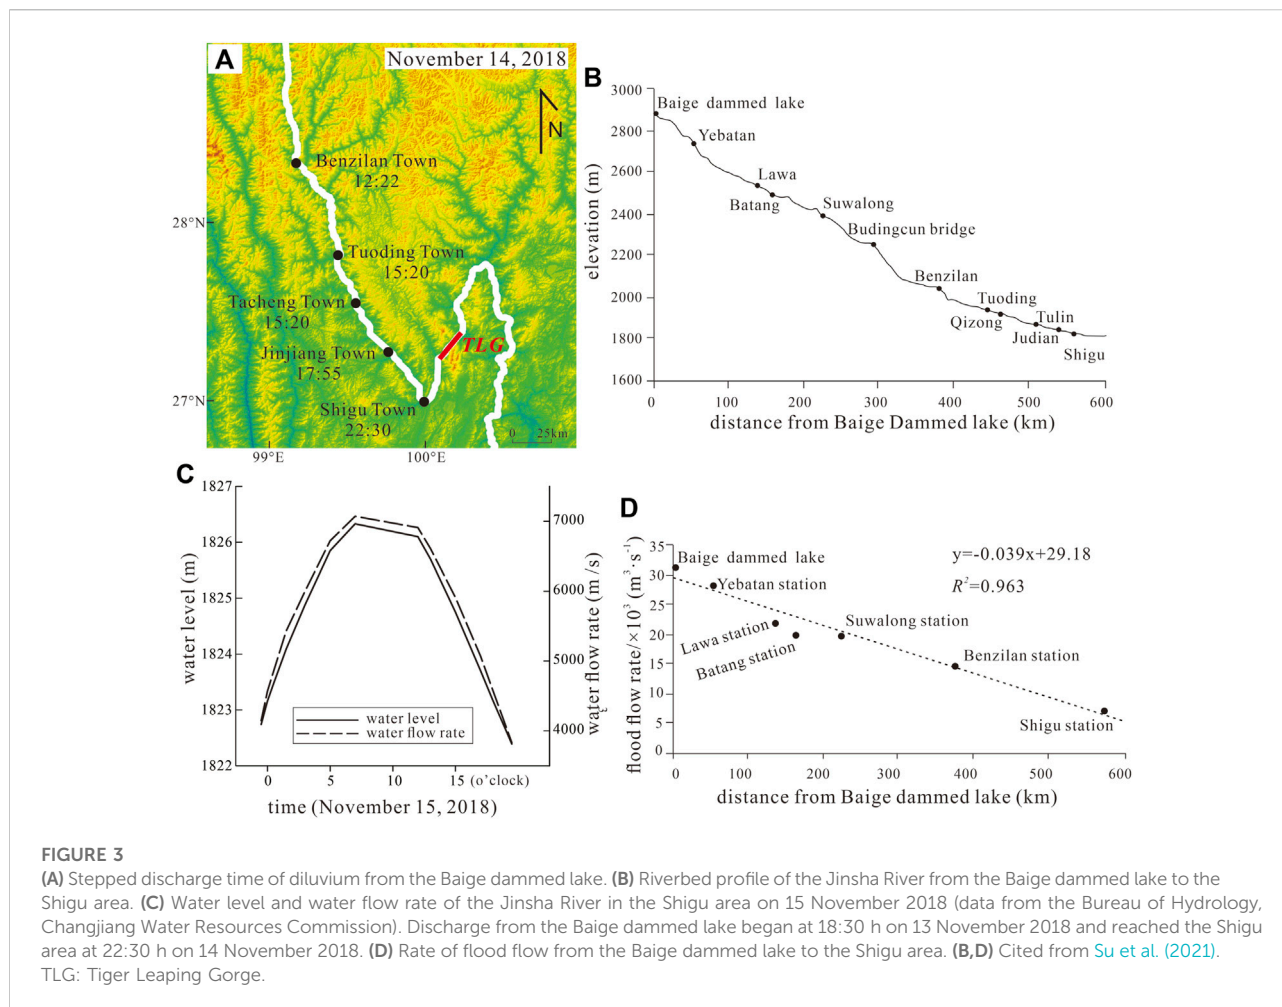 A
November 14, 2018
N
Benzilan Town
12:22
28°N
Tuoding Town
15:20
Tacheng Town
15:20
TLG
Jinjiang Town
17:55
27°N
Shigu Town
22:30
0 25km
99°E
100°E
B
3000
2800
2600
2400
2200
2000
1800
1600
elevation (m)
Baige dammed lake
Yebatan
Lawa
Batang
Suwalong
Budingcun bridge
Benzilan
Tuoding
Qizong
Tulin
Judian
Shigu
0 100 200 300 400 500 600
distance from Baige Dammed lake (km)
C
1827
1826
1825
1824
1823
1822
water level (m)
7000
6000
5000
4000
water flow rate (m³/s)
water level
water flow rate
0 5 10 15 (o'clock)
time (November 15, 2018)
D
35
30
25
20
15
10
5
0
flood flow rate/×10³ (m³·s⁻¹)
Baige dammed lake
y=-0.039x+29.18
R²=0.963
Yebatan station
Lawa station
Batang station
Suwalong station
Benzilan station
Shigu station
0 100 200 300 400 500 600
distance from Baige dammed lake (km)
FIGURE 3
(A) Stepped discharge time of diluvium from the Baige dammed lake. (B) Riverbed profile of the Jinsha River from the Baige dammed lake to the
Shigu area. (C) Water level and water flow rate of the Jinsha River in the Shigu area on 15 November 2018 (data from the Bureau of Hydrology,
Changjiang Water Resources Commission). Discharge from the Baige dammed lake began at 18:30 h on 13 November 2018 and reached the Shigu
area at 22:30 h on 14 November 2018. (D) Rate of flood flow from the Baige dammed lake to the Shigu area. (B,D) Cited from Su et al. (2021).
TLG: Tiger Leaping Gorge.